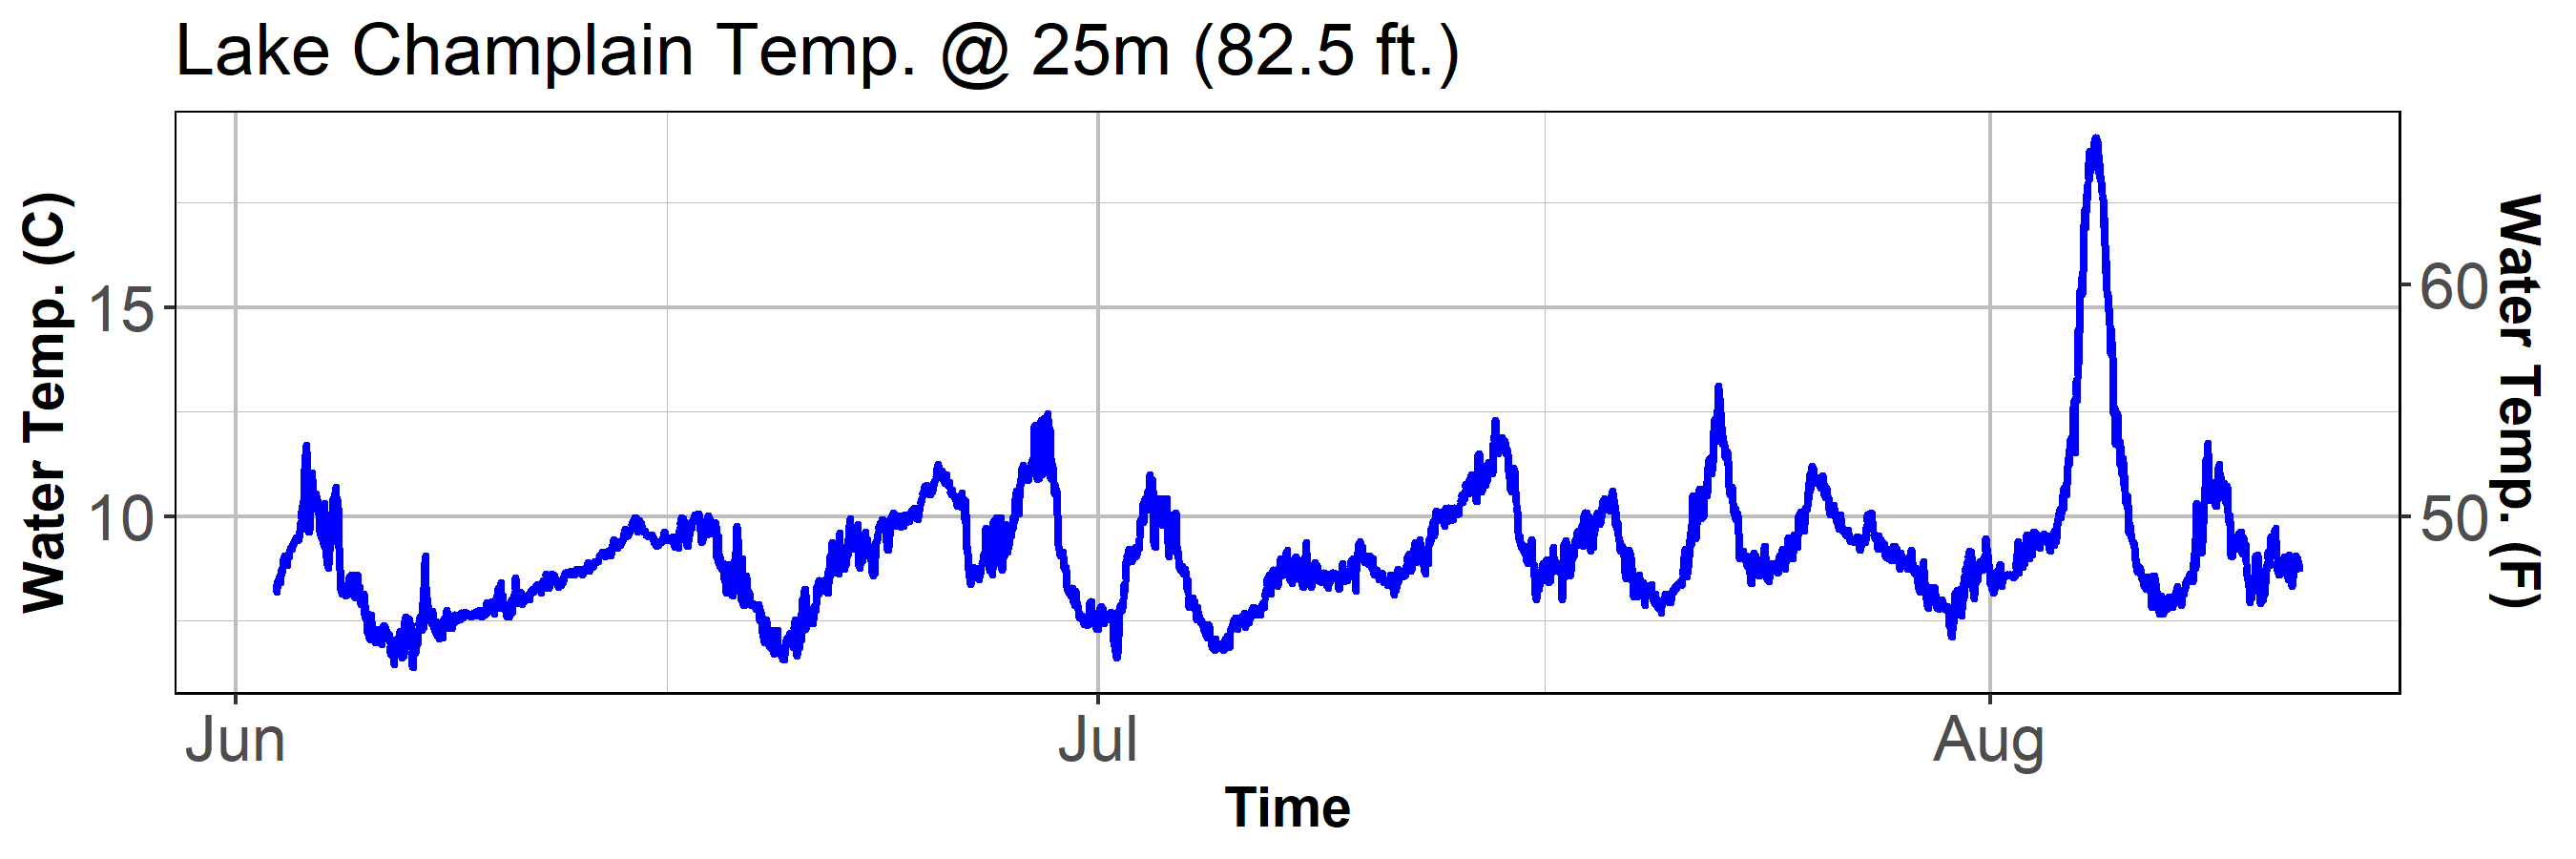 Lake Champlain Temp. @ 25m (82.5 ft.)
Water Temp. (C)
15
10
60
50
Water Temp. (F)
Jun
Jul
Aug
Time